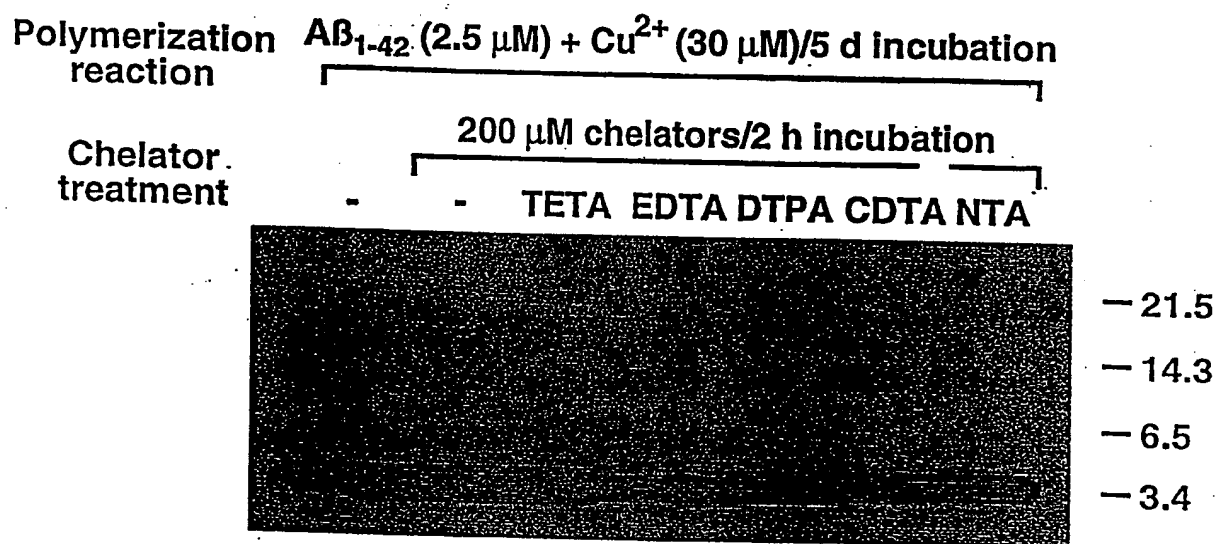 Polymerization
reaction
Aß1-42 (2.5 µM) + Cu2+ (30 µM)/5 d incubation
200 µM chelators/2 h incubation
Chelator
treatment
- - TETA EDTA DTPA CDTA NTA
21.5
14.3
6.5
3.4